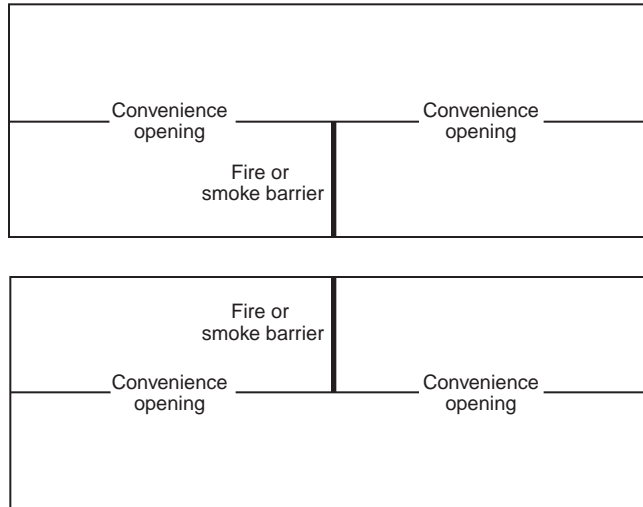 Convenience
opening
Convenience
opening
Fire or
smoke barrier
Fire or
smoke barrier
Convenience
opening
Convenience
opening